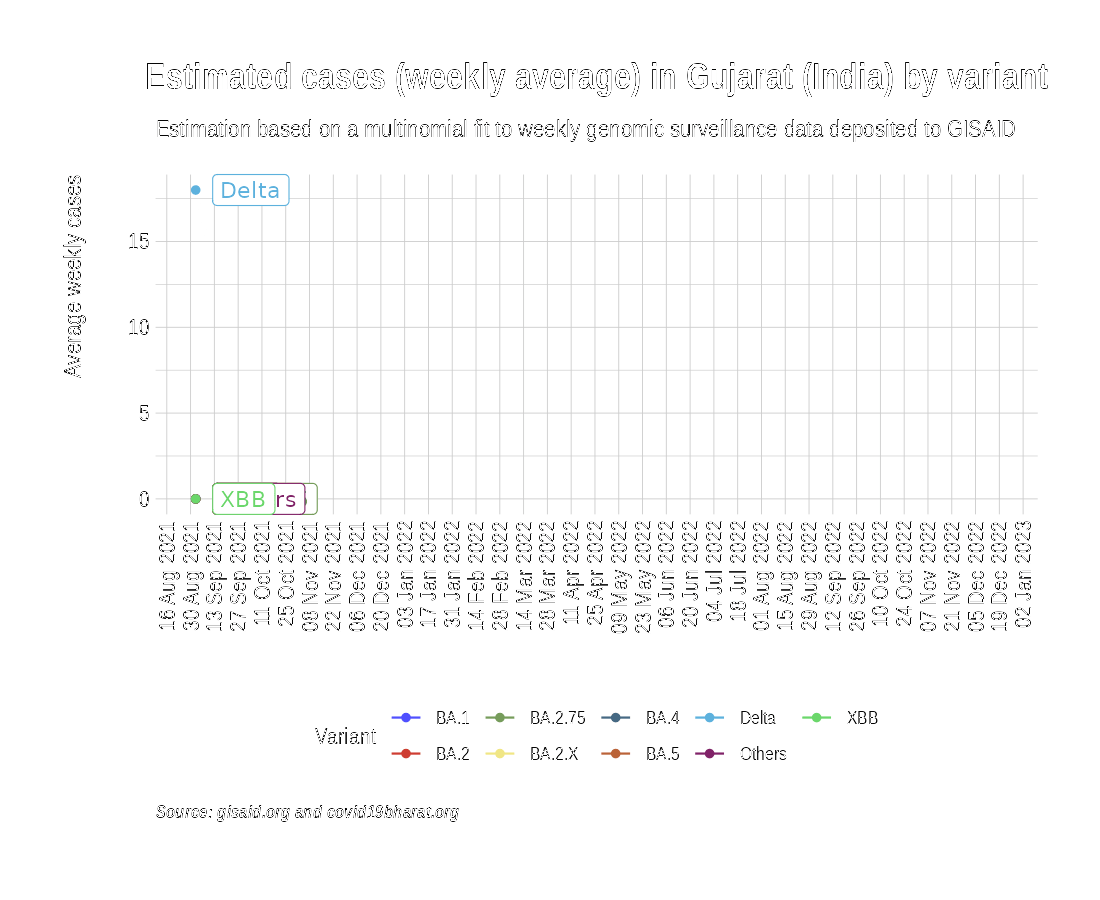 Estimated cases (weekly average) in Gujarat (India) by variant
Estimation based on a multinomial fit to weekly genomic surveillance data deposited to GISAID
Average weekly cases
Delta
15
10
5
0
XBB
rs
16 Aug 2021
30 Aug 2021
13 Sep 2021
27 Sep 2021
11 Oct 2021
25 Oct 2021
08 Nov 2021
22 Nov 2021
06 Dec 2021
20 Dec 2021
03 Jan 2022
17 Jan 2022
31 Jan 2022
14 Feb 2022
28 Feb 2022
14 Mar 2022
28 Mar 2022
11 Apr 2022
25 Apr 2022
09 May 2022
23 May 2022
06 Jun 2022
20 Jun 2022
04 Jul 2022
18 Jul 2022
01 Aug 2022
15 Aug 2022
29 Aug 2022
12 Sep 2022
26 Sep 2022
10 Oct 2022
24 Oct 2022
07 Nov 2022
21 Nov 2022
05 Dec 2022
19 Dec 2022
02 Jan 2023
Variant
BA.1 BA.2.75 BA.4 Delta XBB
BA.2 BA.2.X BA.5 Others
Source: gisaid.org and covid19bharat.org